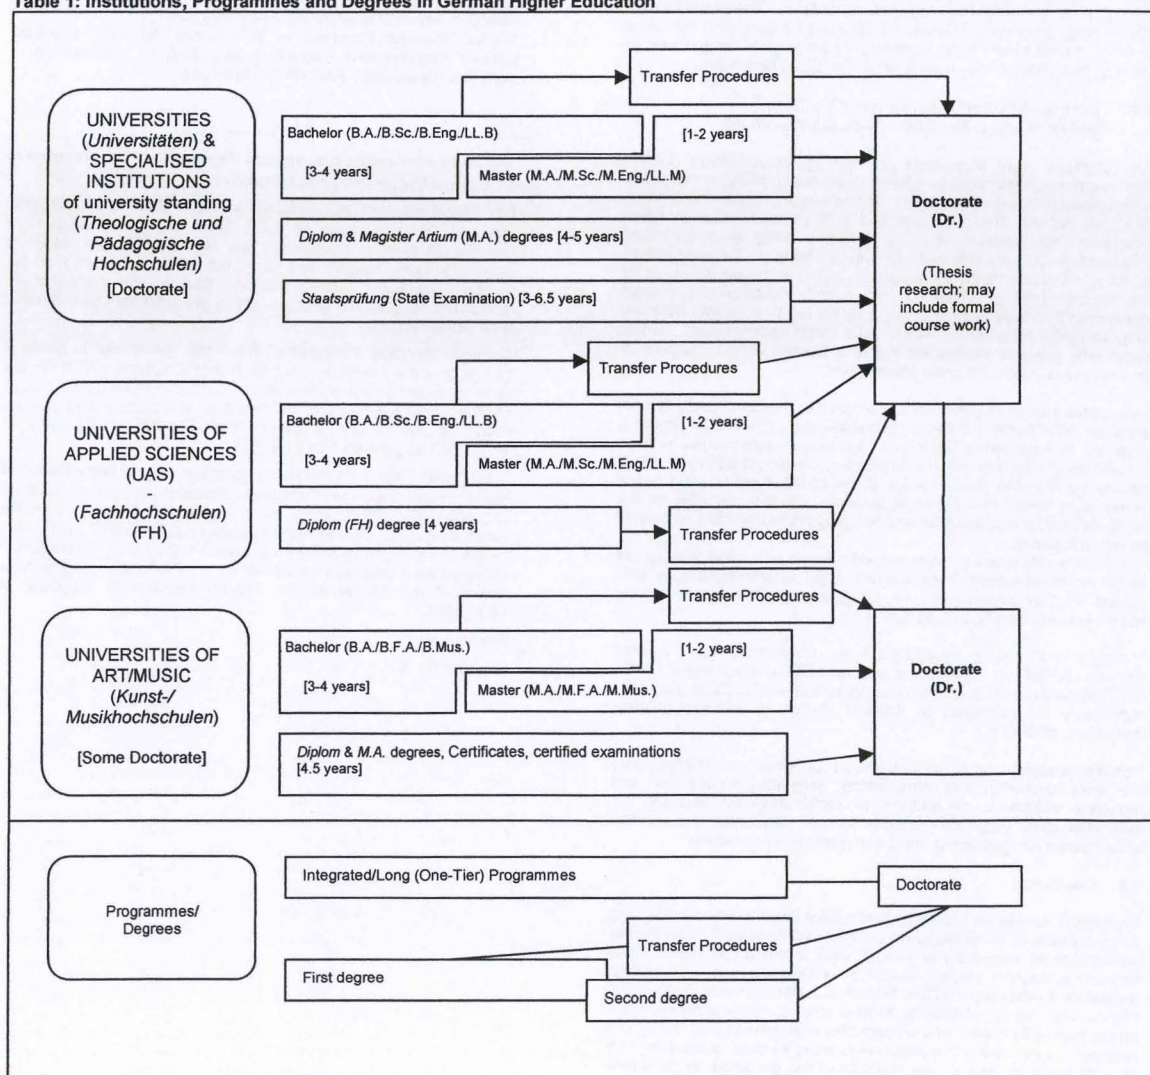 Table 1: Institutions, Programmes and Degrees in German Higher Education
Transfer Procedures
UNIVERSITIES
(Universitäten) &
SPECIALISED
INSTITUTIONS
of university standing
(Theologische und
Pädagogische
Hochschulen)
[Doctorate]
Bachelor (B.A./B.Sc./B.Eng./LL.B)
[3-4 years]
[1-2 years]
Master (M.A./M.Sc./M.Eng./LL.M)
Diplom & Magister Artium (M.A.) degrees [4-5 years]
Staatsprüfung (State Examination) [3-6.5 years]
Doctorate
(Dr.)
(Thesis
research; may
include formal
course work)
Transfer Procedures
UNIVERSITIES OF
APPLIED SCIENCES
(UAS)
-
(Fachhochschulen)
(FH)
Bachelor (B.A./B.Sc./B.Eng./LL.B)
[3-4 years]
[1-2 years]
Master (M.A./M.Sc./M.Eng./LL.M)
Diplom (FH) degree [4 years]
Transfer Procedures
Transfer Procedures
UNIVERSITIES OF
ART/MUSIC
(Kunst-/
Musikhochschulen)
[Some Doctorate]
Bachelor (B.A./B.F.A./B.Mus.)
[3-4 years]
[1-2 years]
Master (M.A./M.F.A./M.Mus.)
Diplom & M.A. degrees, Certificates, certified examinations
[4.5 years]
Doctorate
(Dr.)
Programmes/
Degrees
Integrated/Long (One-Tier) Programmes
Doctorate
Transfer Procedures
First degree
Second degree